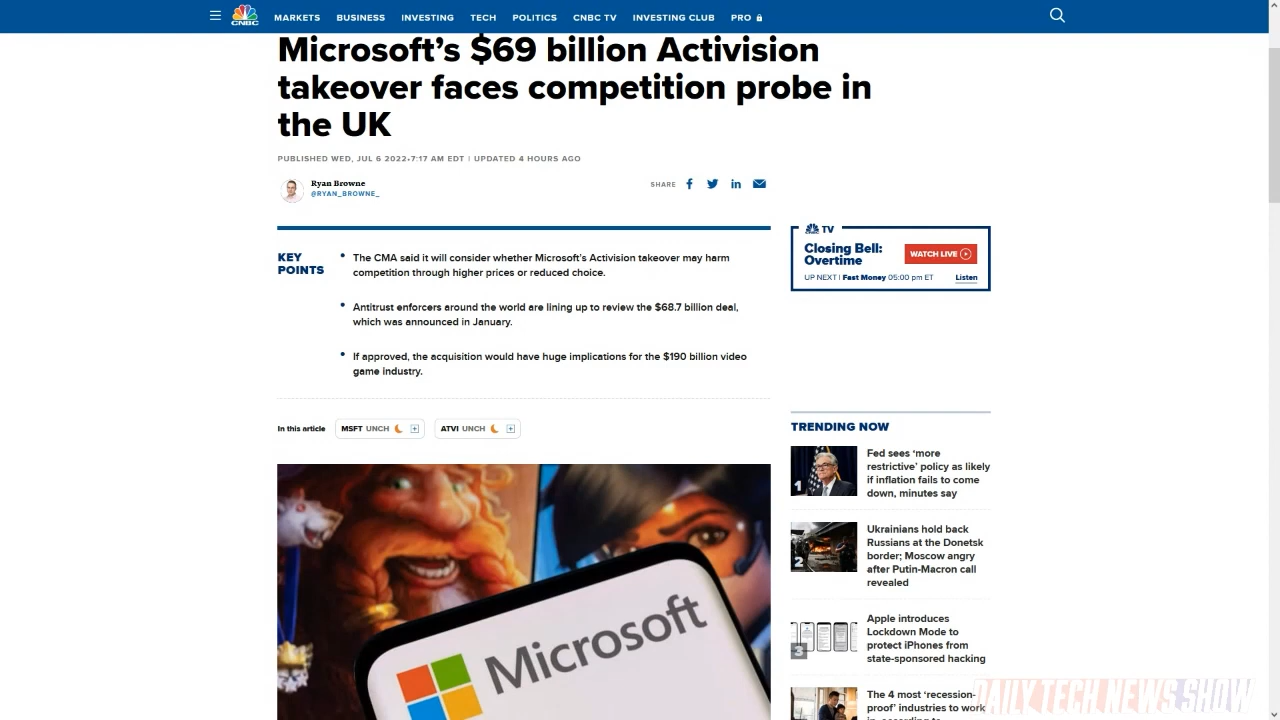 CNBC
MARKETS BUSINESS INVESTING TECH POLITICS CNBC TV INVESTING CLUB PRO
Microsoft’s $69 billion Activision
takeover faces competition probe in
the UK
PUBLISHED WED, JUL 6 2022•7:17 AM EDT | UPDATED 4 HOURS AGO
Ryan Browne
@RYAN_BROWNE_
SHARE
KEY
POINTS
The CMA said it will consider whether Microsoft’s Activision takeover may harm
competition through higher prices or reduced choice.
Antitrust enforcers around the world are lining up to review the $68.7 billion deal,
which was announced in January.
If approved, the acquisition would have huge implications for the $190 billion video
game industry.
In this article MSFT UNCH ATVI UNCH
Microsoft
TV
Closing Bell:
Overtime
WATCH LIVE
UP NEXT | Fast Money 05:00 pm ET Listen
TRENDING NOW
1
Fed sees ‘more
restrictive’ policy as likely
if inflation fails to come
down, minutes say
2
Ukrainians hold back
Russians at the Donetsk
border; Moscow angry
after Putin-Macron call
revealed
3
Apple introduces
Lockdown Mode to
protect iPhones from
state-sponsored hacking
The 4 most ‘recession-
proof’ industries to work
DAILY TECH NEWS SHOW